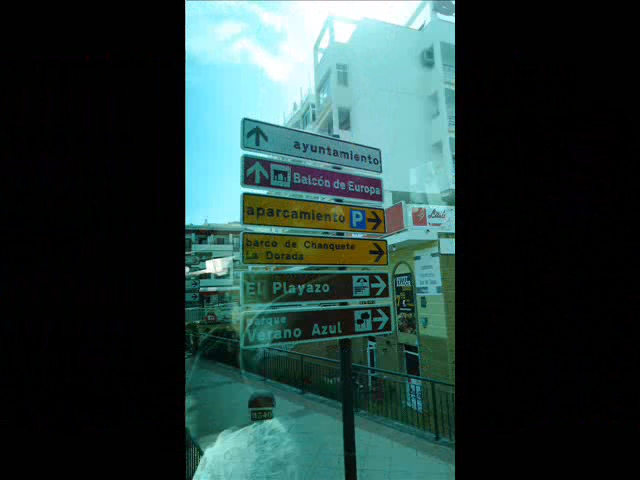 ayuntamiento
Balcón de Europa
aparcamiento P
barco de Chanquete
La Dorada
El Playazo
Parque
Verano Azul